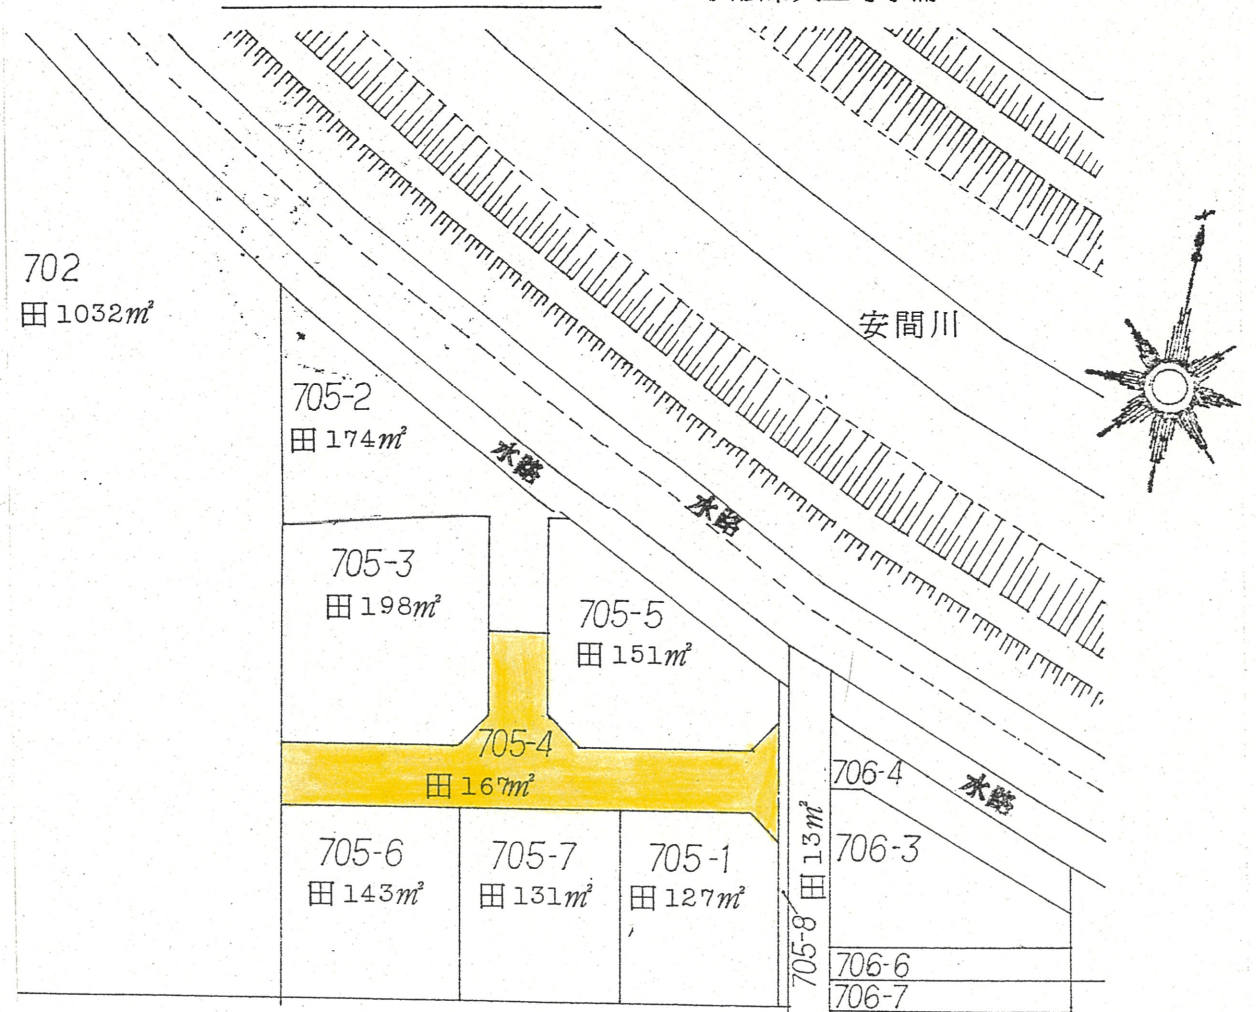 702
田 1032m²
安間川
705-2
田 174m²
水路
水路
705-3
田 198m²
705-5
田 151m²
705-4
田 167m²
706-4
水路
705-6
田 143m²
705-7
田 131m²
705-1
田 127m²
705-8 田 13m²
706-3
706-6
706-7